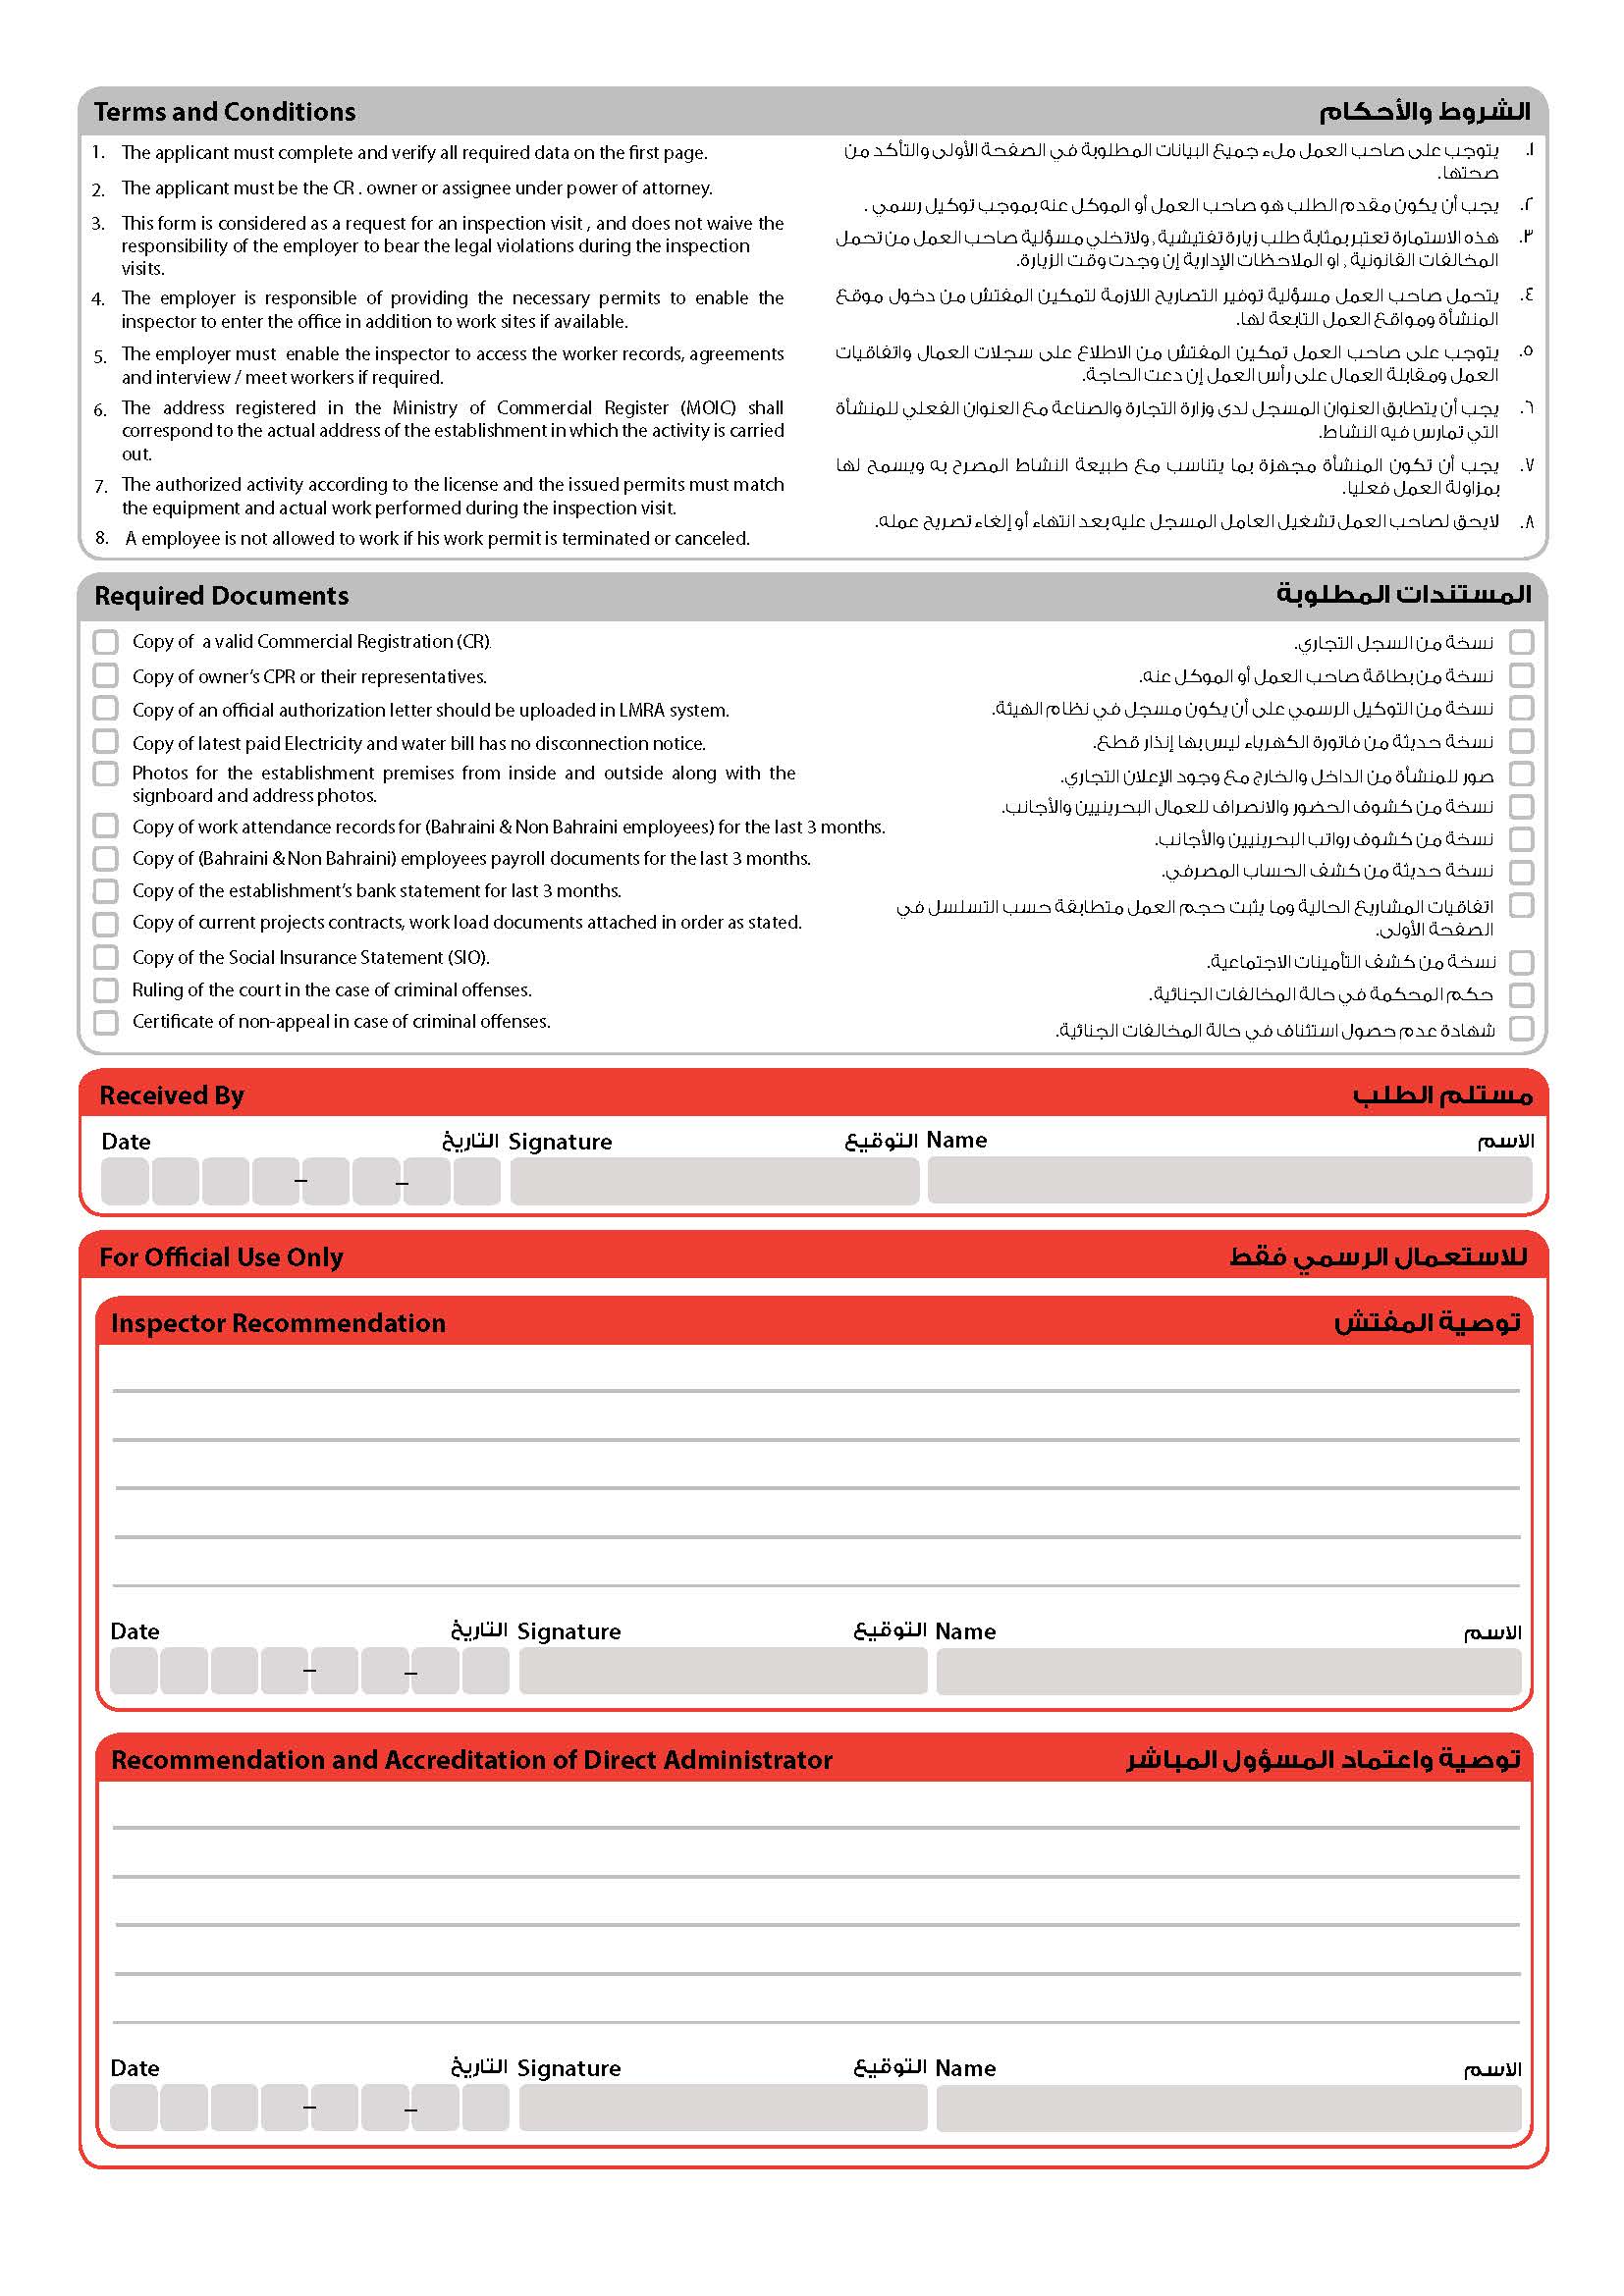 Terms and Conditions
الشروط والأحكام
1. The applicant must complete and verify all required data on the first page.
2. The applicant must be the CR . owner or assignee under power of attorney.
3. This form is considered as a request for an inspection visit , and does not waive the
responsibility of the employer to bear the legal violations during the inspection
visits.
4. The employer is responsible of providing the necessary permits to enable the
inspector to enter the office in addition to work sites if available.
5. The employer must enable the inspector to access the worker records, agreements
and interview / meet workers if required.
6. The address registered in the Ministry of Commercial Register (MOIC) shall
correspond to the actual address of the establishment in which the activity is carried
out.
7. The authorized activity according to the license and the issued permits must match
the equipment and actual work performed during the inspection visit.
8. A employee is not allowed to work if his work permit is terminated or canceled.
١. يتوجب على صاحب العمل ملء جميع البيانات المطلوبة في الصفحة الأولى والتأكد من
صحتها.
٢. يجب أن يكون مقدم الطلب هو صاحب العمل أو الموكل عنه بموجب توكيل رسمي .
٣. هذه الاستمارة تعتبر بمثابة طلب زيارة تفتيشية , ولاتخلي مسؤلية صاحب العمل من تحمل
المخالفات القانونية , او الملاحظات الإدارية إن وجدت وقت الزيارة.
٤. يتحمل صاحب العمل مسؤلية توفير التصاريح اللازمة لتمكين المفتش من دخول موقع
المنشأة ومواقع العمل التابعة لها.
٥. يتوجب على صاحب العمل تمكين المفتش من الاطلاع على سجلات العمال واتفاقيات
العمل ومقابلة العمال على رأس العمل إن دعت الحاجة.
٦. يجب أن يتطابق العنوان المسجل لدى وزارة التجارة والصناعة مع العنوان الفعلي للمنشأة
التي تمارس فيه النشاط.
٧. يجب أن تكون المنشأة مجهزة بما يتناسب مع طبيعة النشاط المصرح به ويسمح لها
بمزاولة العمل فعليا.
٨. لايحق لصاحب العمل تشغيل العامل المسجل عليه بعد انتهاء أو إلغاء تصريح عمله.
Required Documents
المستندات المطلوبة
Copy of a valid Commercial Registration (CR).
Copy of owner's CPR or their representatives.
Copy of an official authorization letter should be uploaded in LMRA system.
Copy of latest paid Electricity and water bill has no disconnection notice.
Photos for the establishment premises from inside and outside along with the
signboard and address photos.
Copy of work attendance records for (Bahraini & Non Bahraini employees) for the last 3 months.
Copy of (Bahraini & Non Bahraini) employees payroll documents for the last 3 months.
Copy of the establishment's bank statement for last 3 months.
Copy of current projects contracts, work load documents attached in order as stated.
Copy of the Social Insurance Statement (SIO).
Ruling of the court in the case of criminal offenses.
Certificate of non-appeal in case of criminal offenses.
نسخة من السجل التجاري.
نسخة من بطاقة صاحب العمل أو الموكل عنه.
نسخة من التوكيل الرسمي على أن يكون مسجل في نظام الهيئة.
نسخة حديثة من فاتورة الكهرباء ليس بها إنذار قطع.
صور للمنشأة من الداخل والخارج مع وجود الإعلان التجاري.
نسخة من كشوف الحضور والانصراف للعمال البحرينيين والأجانب.
نسخة من كشوف رواتب البحرينيين والأجانب.
نسخة حديثة من كشف الحساب المصرفي.
اتفاقيات المشاريع الحالية وما يثبت حجم العمل متطابقة حسب التسلسل في
الصفحة الأولى.
نسخة من كشف التأمينات الاجتماعية.
حكم المحكمة في حالة المخالفات الجنائية.
شهادة عدم حصول استئناف في حالة المخالفات الجنائية.
Received By
مستلم الطلب
Date التاريخ Signature التوقيع Name الاسم
– –
For Official Use Only
للاستعمال الرسمي فقط
Inspector Recommendation
توصية المفتش
Date التاريخ Signature التوقيع Name الاسم
– –
Recommendation and Accreditation of Direct Administrator
توصية واعتماد المسؤول المباشر
Date التاريخ Signature التوقيع Name الاسم
– –